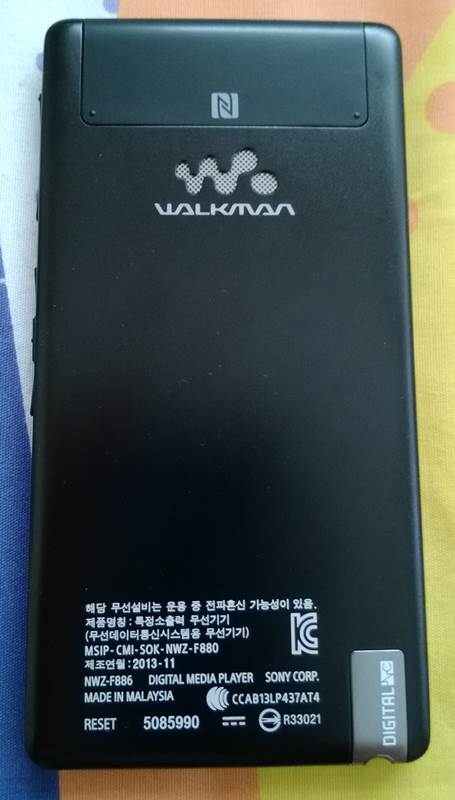 N
WALKMAN
해당 무선설비는 운용 중 전파혼신 가능성이 있음.
제품명칭 : 특정소출력 무선기기
(무선데이터통신시스템용 무선기기)
MSIP-CMI-SOK-NWZ-F880
제조연월 : 2013-11
NWZ-F886 DIGITAL MEDIA PLAYER SONY CORP.
MADE IN MALAYSIA CCAB13LP437AT4
RESET 5085990 R33021
DIGITAL NC